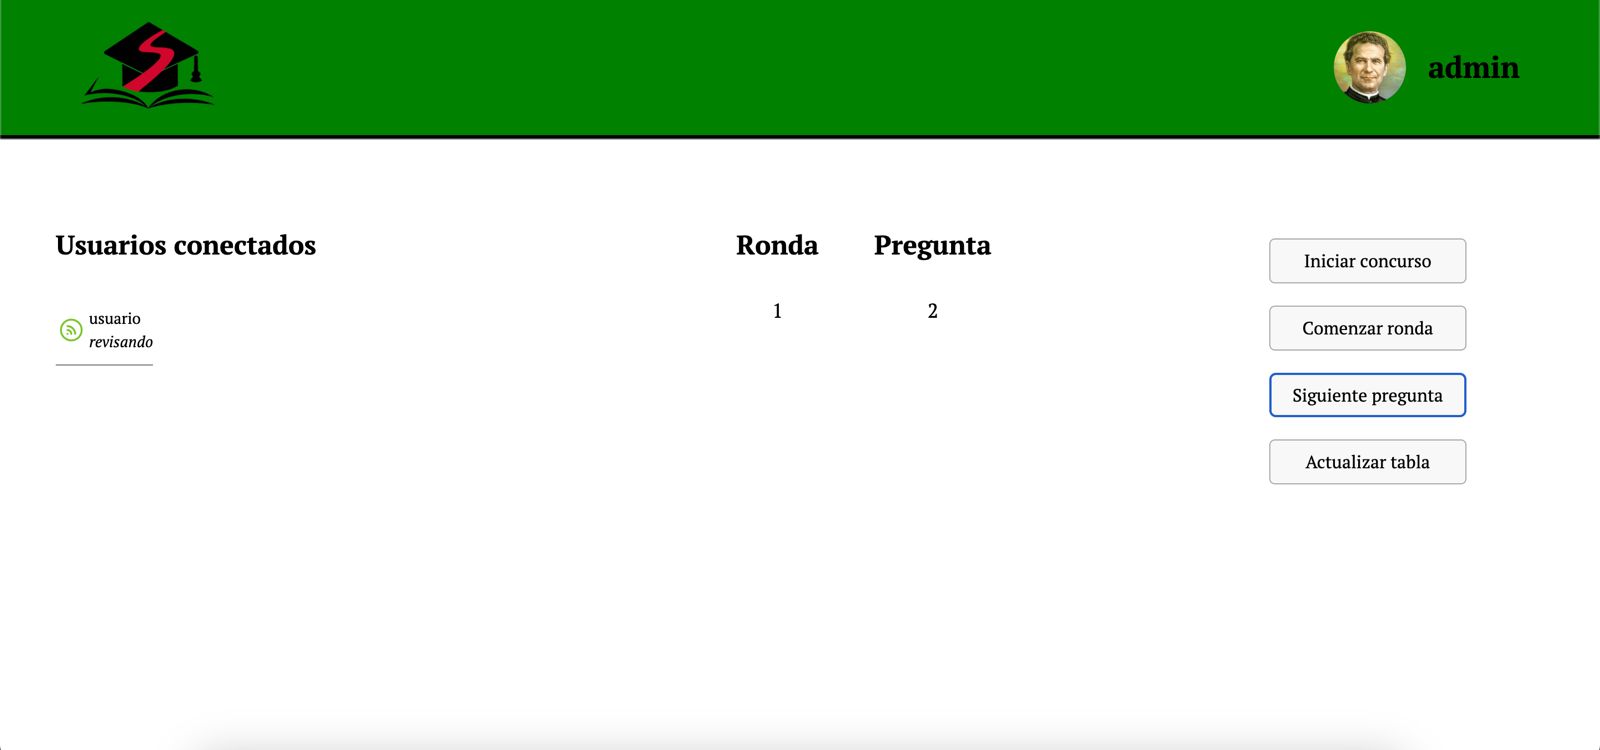 admin
Usuarios conectados
usuario
revisando
Ronda
1
Pregunta
2
Iniciar concurso
Comenzar ronda
Siguiente pregunta
Actualizar tabla